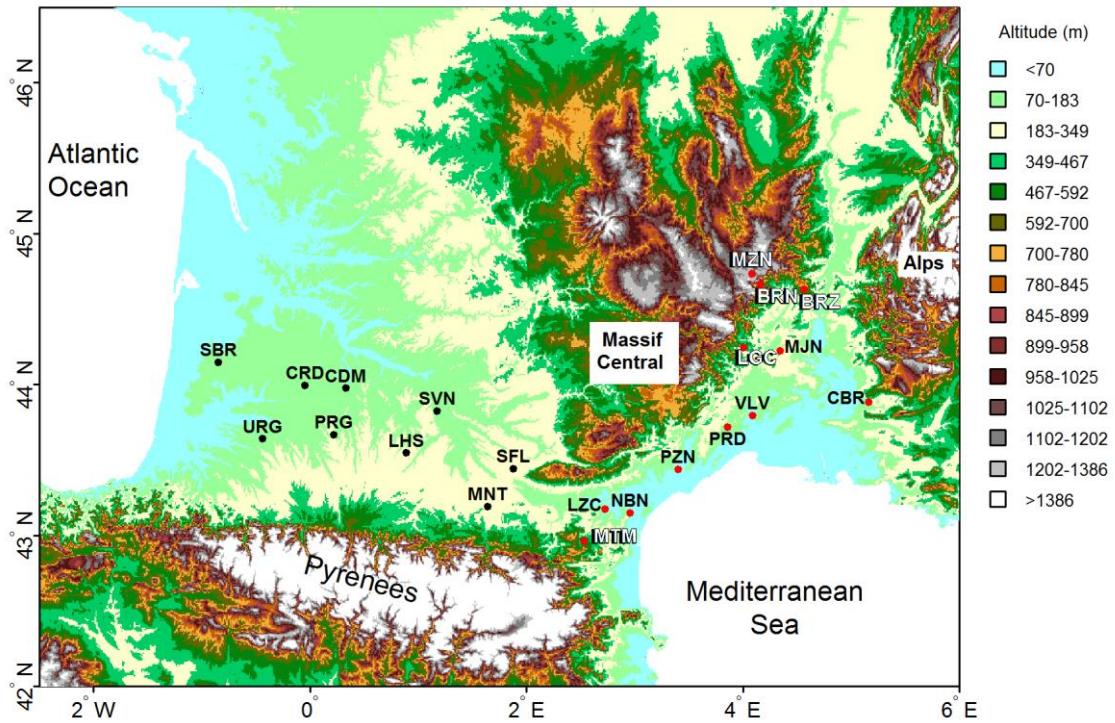 Altitude (m)
<70
70-183
183-349
349-467
467-592
592-700
700-780
780-845
845-899
899-958
958-1025
1025-1102
1102-1202
1202-1386
>1386
46° N
45° N
44° N
43° N
42° N
Atlantic
Ocean
MZN
Alps
BRN
BRZ
Massif
Central
SBR
LGC
MJN
CRD
CDM
CBR
SVN
VLV
URG
PRG
PRD
LHS
SFL
PZN
MNT
LZC
NBN
MTM
Pyrenees
Mediterranean
Sea
2° W
0°
2° E
4° E
6° E